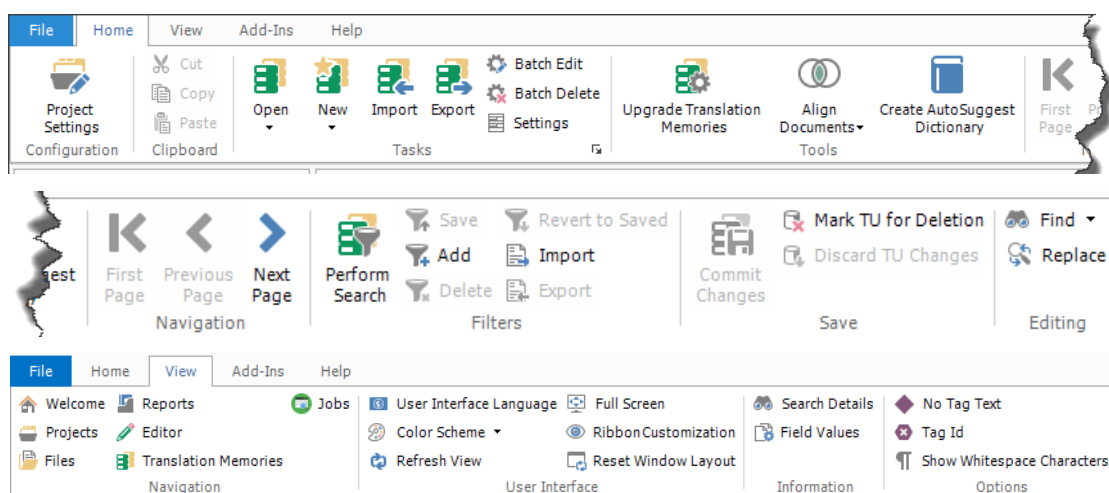 File Home View Add-Ins Help
Cut Batch Edit
Copy Batch Delete
Project Settings Paste Open New Import Export Settings Upgrade Translation Memories Align Documents Create AutoSuggest Dictionary First Page
Configuration Clipboard Tasks Tools
Save Revert to Saved Mark TU for Deletion Find
First Page Previous Page Next Page Perform Search Add Import Commit Changes Discard TU Changes Replace
Delete Export
Navigation Filters Save Editing
File Home View Add-Ins Help
Welcome Reports Jobs User Interface Language Full Screen Search Details No Tag Text
Projects Editor Color Scheme Ribbon Customization Field Values Tag Id
Files Translation Memories Refresh View Reset Window Layout Show Whitespace Characters
Navigation User Interface Information Options